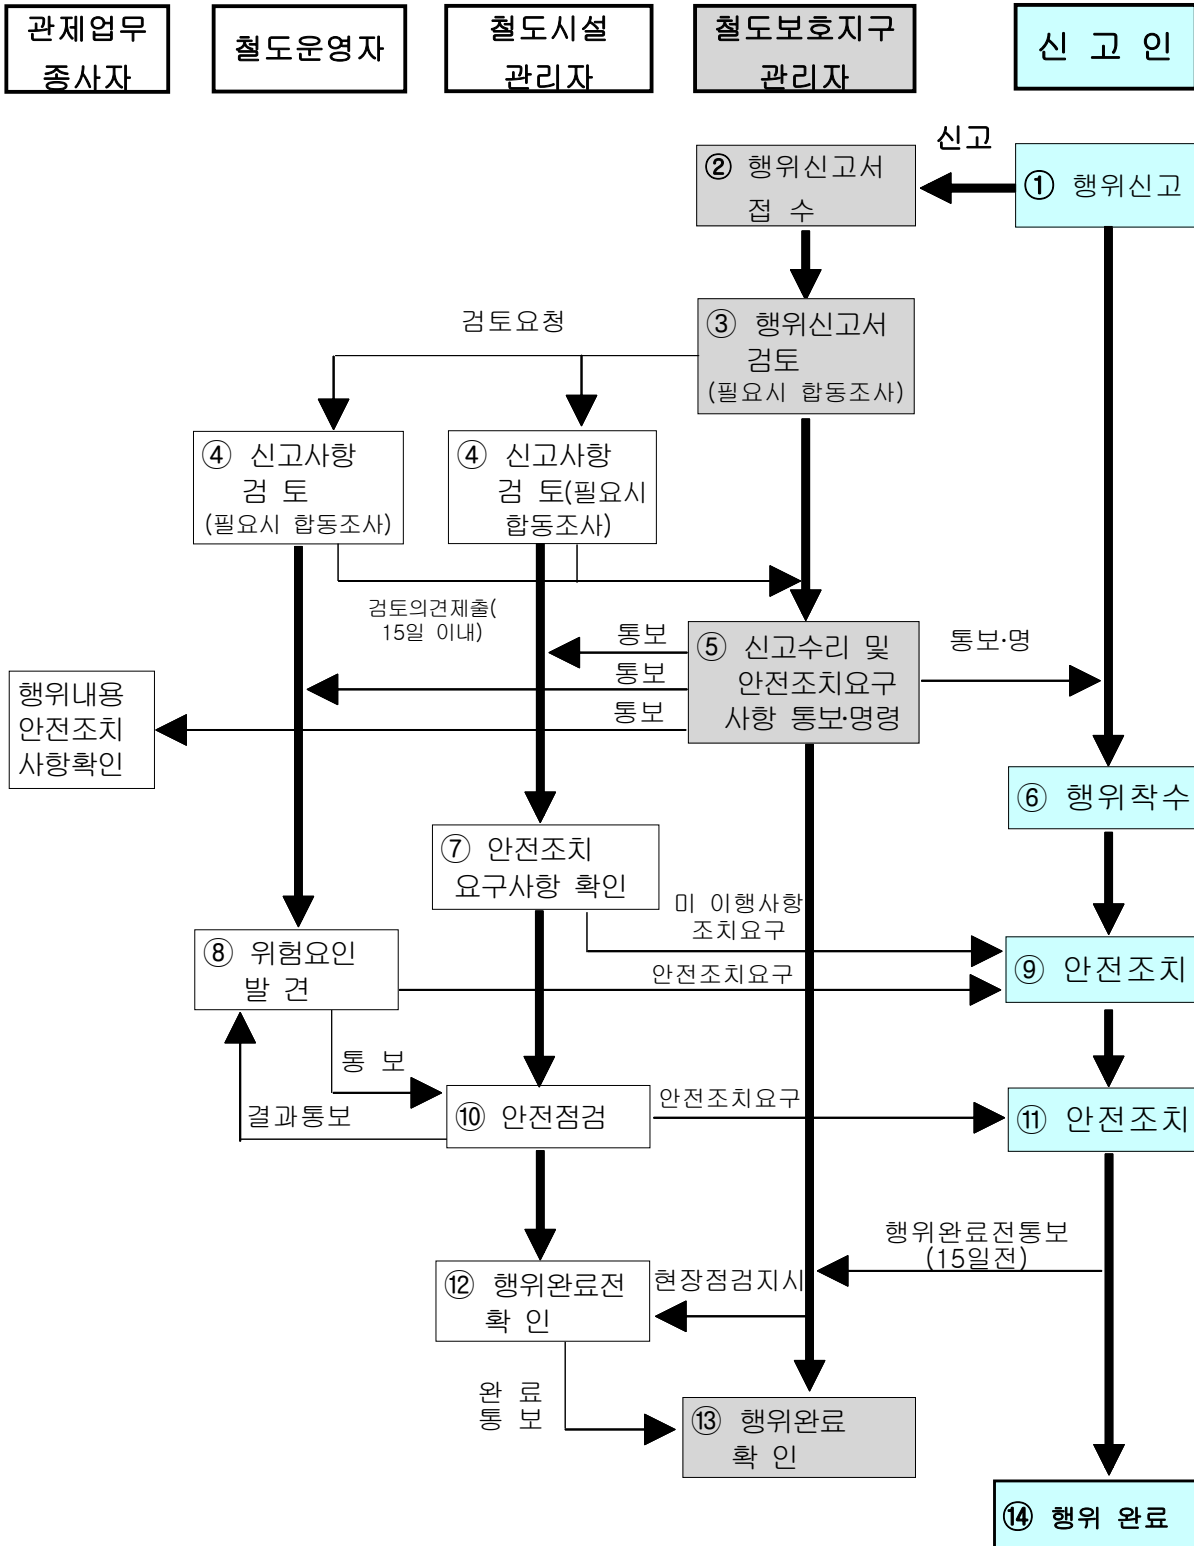 관제업무
종사자
철도운영자
철도시설
관리자
철도보호지구
관리자
신 고 인
신고
② 행위신고서
접 수
① 행위신고
검토요청
③ 행위신고서
검토
(필요시 합동조사)
④ 신고사항
검 토
(필요시 합동조사)
④ 신고사항
검 토(필요시
합동조사)
검토의견제출(
15일 이내)
통보
통보
통보
⑤ 신고수리 및
안전조치요구
사항 통보·명령
통보·명
행위내용
안전조치
사항확인
⑥ 행위착수
⑦ 안전조치
요구사항 확인
미 이행사항
조치요구
⑧ 위험요인
발 견
안전조치요구
⑨ 안전조치
통 보
결과통보
⑩ 안전점검
안전조치요구
⑪ 안전조치
행위완료전통보
(15일전)
⑫ 행위완료전
확 인
현장점검지시
완 료
통 보
⑬ 행위완료
확 인
⑭ 행위 완료